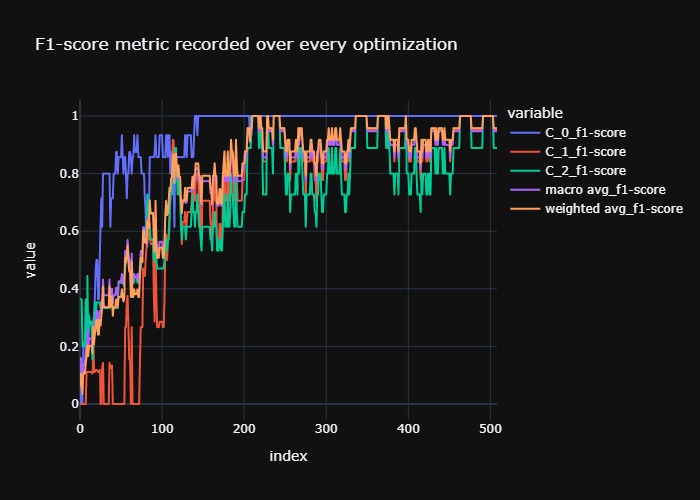 F1-score metric recorded over every optimization
variable
C_0_f1-score
C_1_f1-score
C_2_f1-score
macro avg_f1-score
weighted avg_f1-score
value
1
0.8
0.6
0.4
0.2
0
0 100 200 300 400 500
index